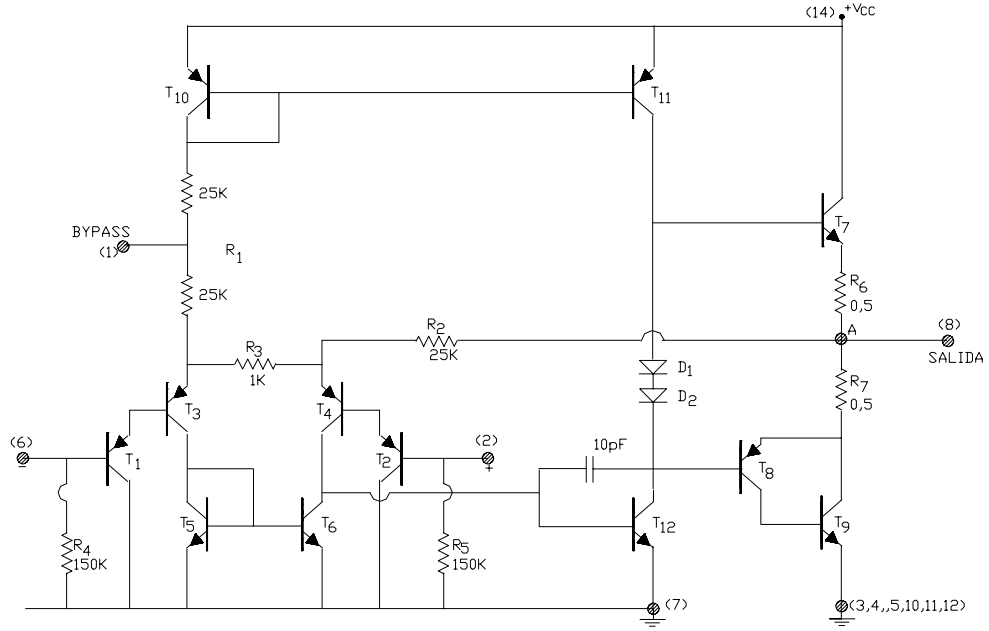 (14) +VCC
T10
T11
25K
BYPASS
(1)
R1
T7
25K
R6
0,5
A
(8)
SALIDA
R2
25K
R3
1K
D1
D2
R7
0,5
T3
T4
(6)
−
T1
T2
(2)
+
10pF
T8
T5
T6
T12
T9
R4
150K
R5
150K
(7)
(3,4,,5,10,11,12)